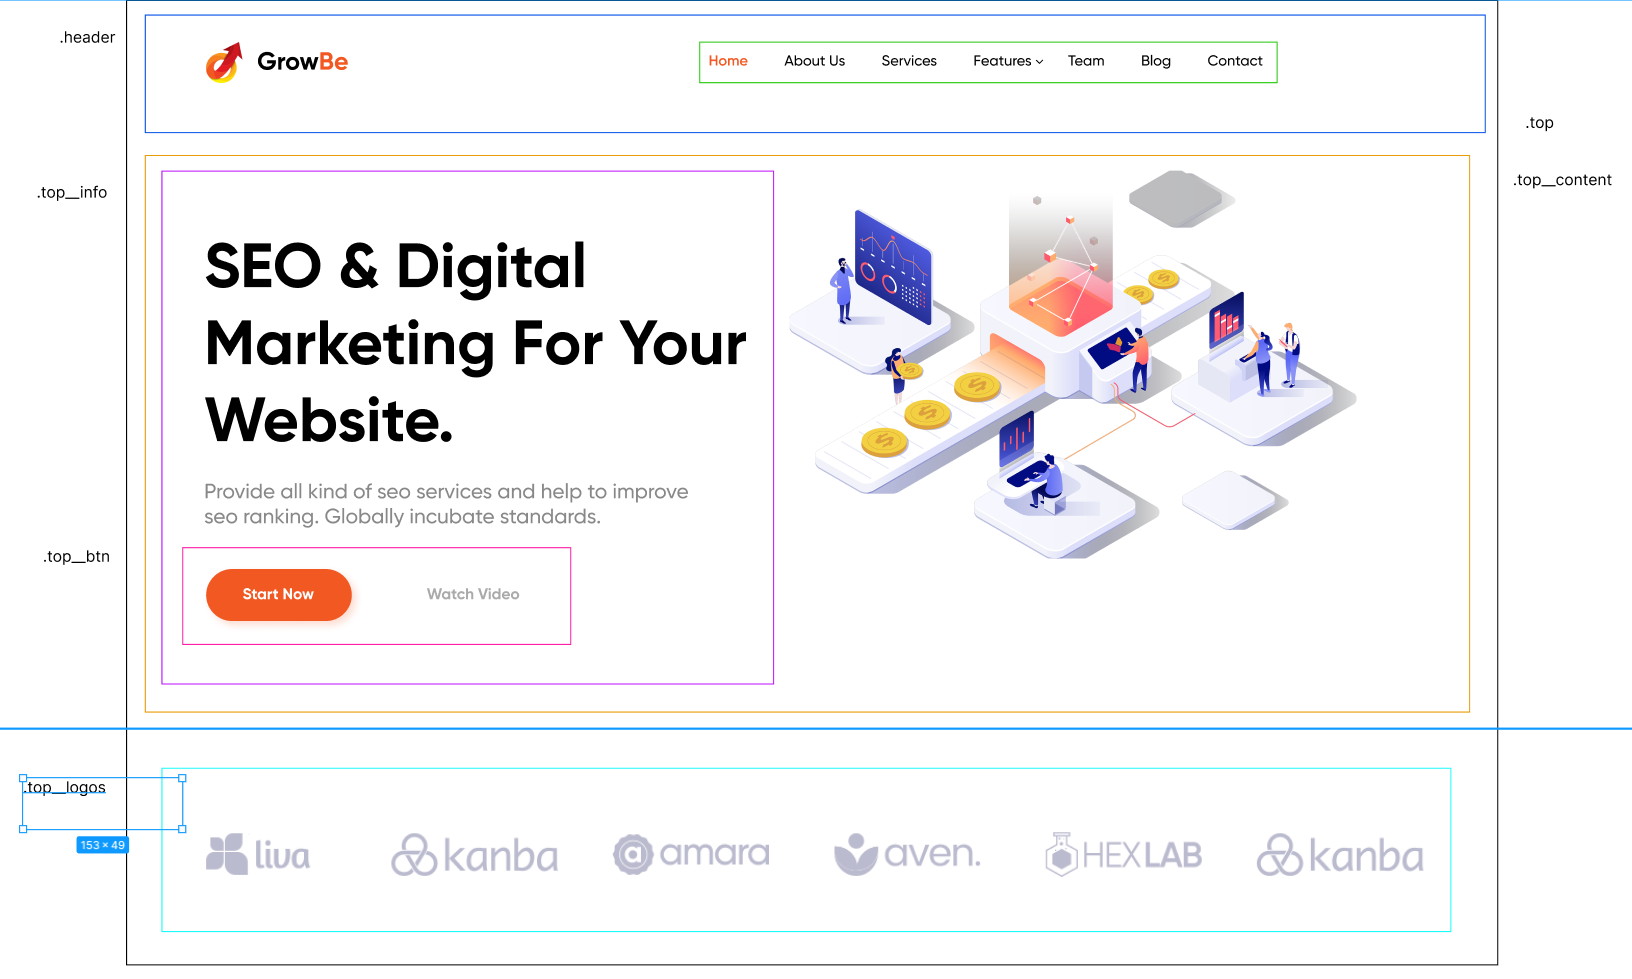 .header
GrowBe
Home About Us Services Features Team Blog Contact
.top
.top__info
.top__content
SEO & Digital
Marketing For Your
Website.
Provide all kind of seo services and help to improve
seo ranking. Globally incubate standards.
.top__btn
Start Now Watch Video
.top__logos
153 × 49
liva kanba amara aven. HEXLAB kanba